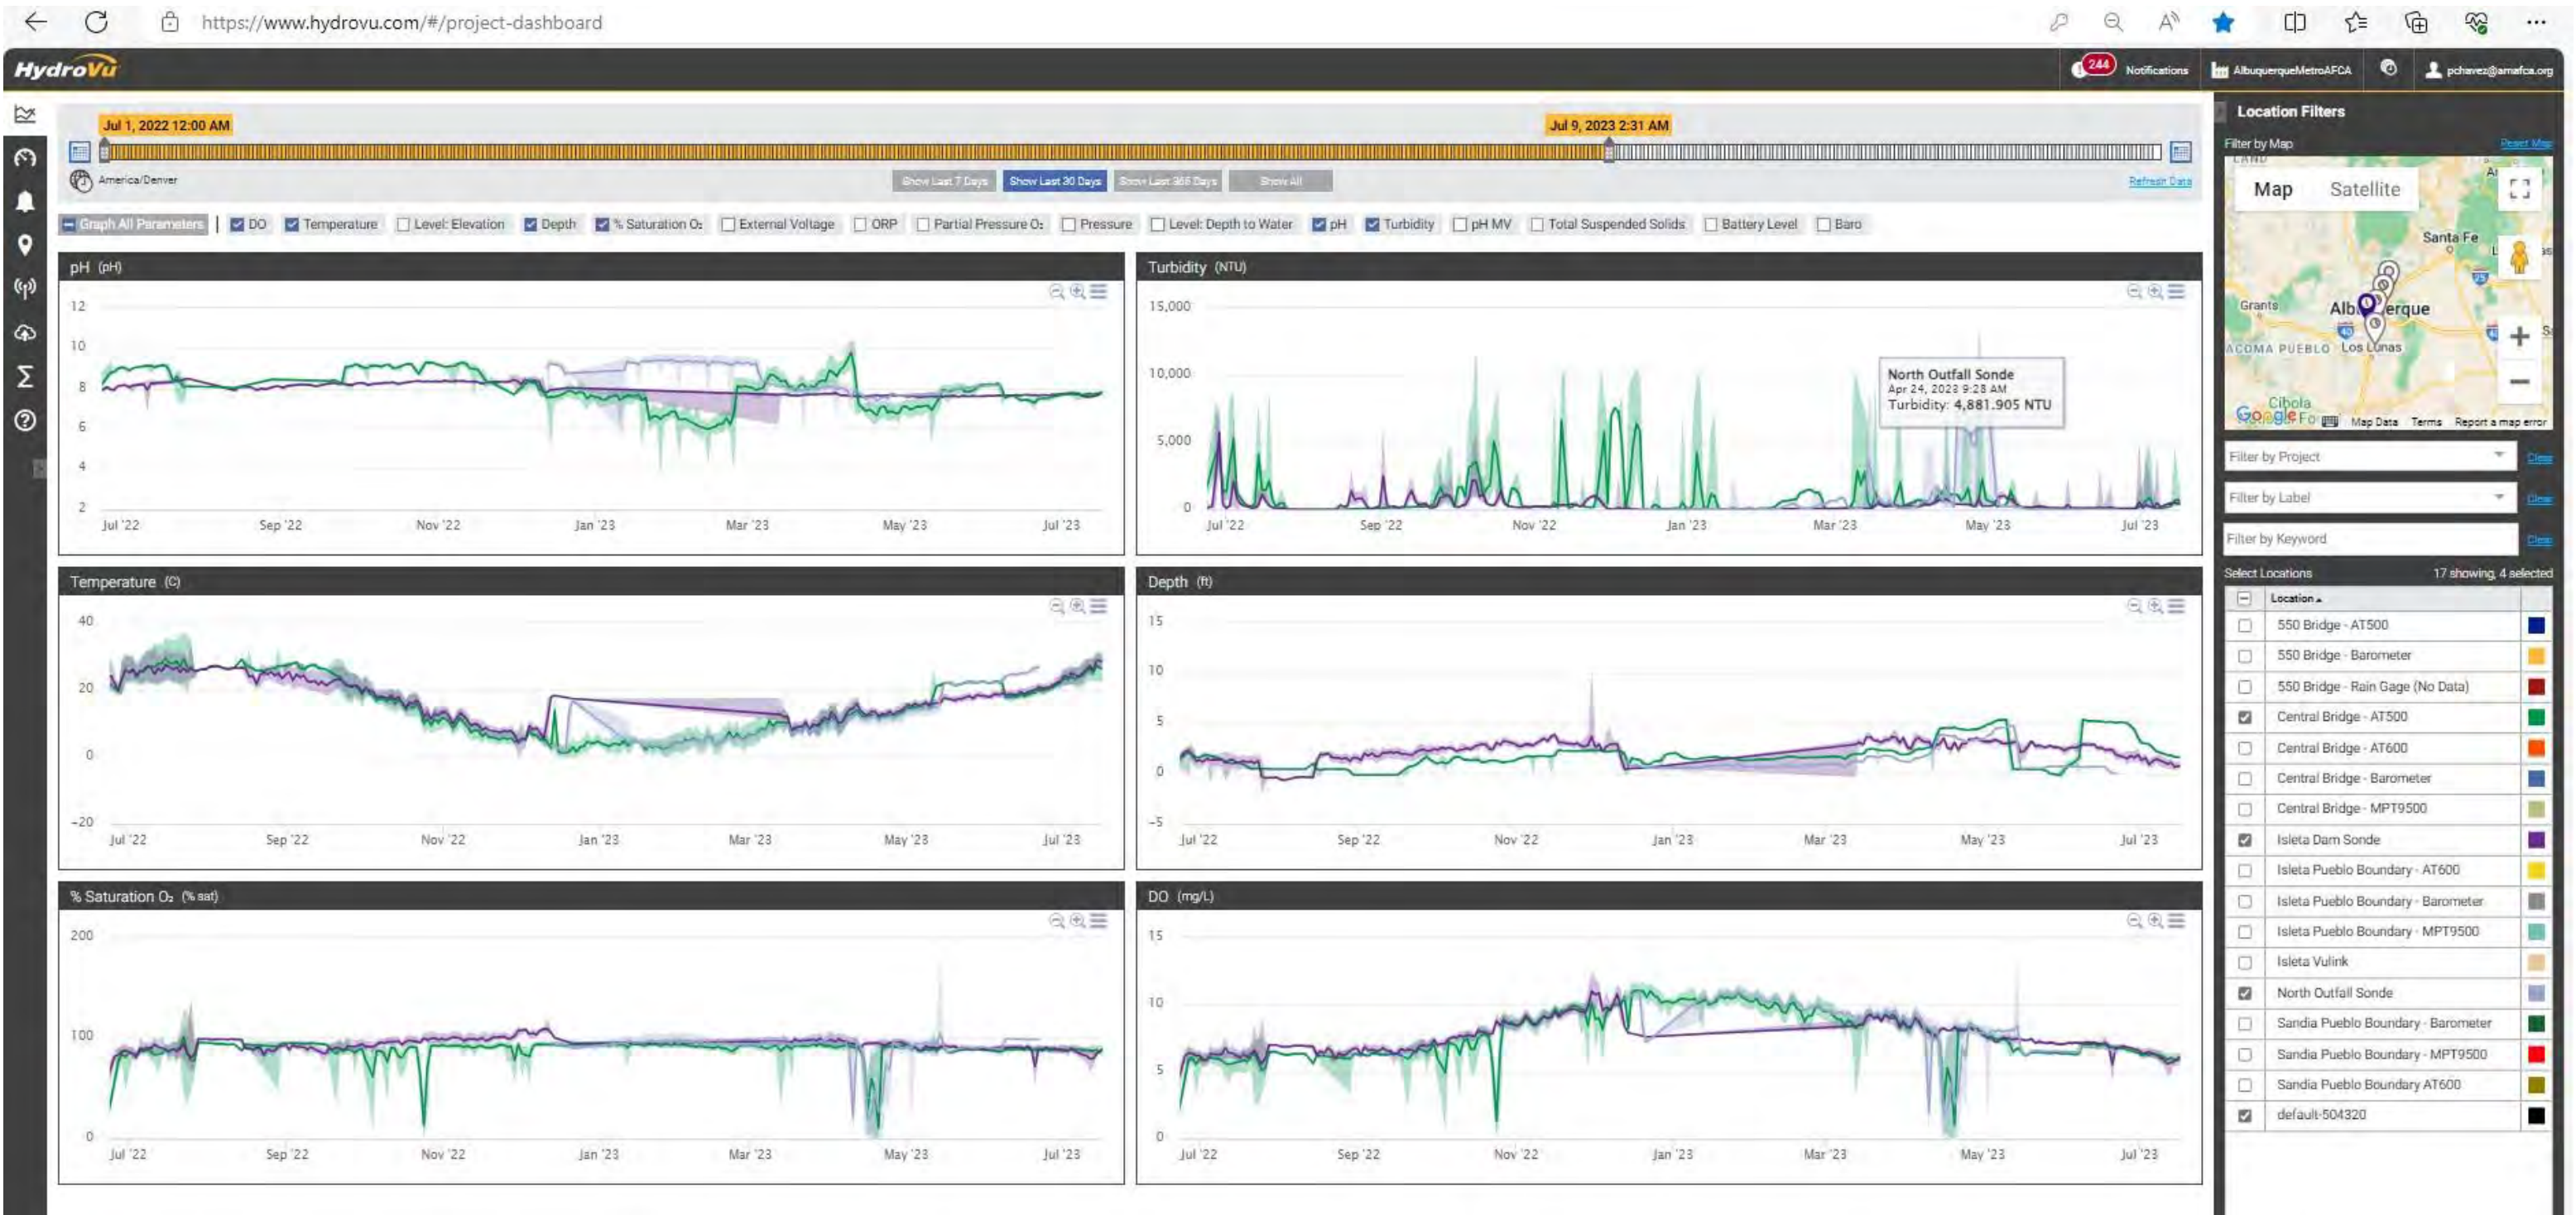 https://www.hydrovu.com/#/project-dashboard
HydroVu
244 Notifications AlbuquerqueMetroAFCA pchavez@amafca.org
Jul 1, 2022 12:00 AM
Jul 9, 2023 2:31 AM
America/Denver
Show Last 7 Days Show Last 30 Days Show Last 365 Days Show All
Refresh Data
Graph All Parameters DO Temperature Level: Elevation Depth % Saturation O₂ External Voltage ORP Partial Pressure O₂ Pressure Level: Depth to Water pH Turbidity pH MV Total Suspended Solids Battery Level Baro
pH (pH)
12
10
8
6
4
2
Jul '22 Sep '22 Nov '22 Jan '23 Mar '23 May '23 Jul '23
Turbidity (NTU)
15,000
10,000
5,000
0
North Outfall Sonde
Apr 24, 2023 9:28 AM
Turbidity: 4,881.905 NTU
Jul '22 Sep '22 Nov '22 Jan '23 Mar '23 May '23 Jul '23
Temperature (C)
40
20
0
-20
Jul '22 Sep '22 Nov '22 Jan '23 Mar '23 May '23 Jul '23
Depth (ft)
15
10
5
0
-5
Jul '22 Sep '22 Nov '22 Jan '23 Mar '23 May '23 Jul '23
% Saturation O₂ (% sat)
200
100
0
Jul '22 Sep '22 Nov '22 Jan '23 Mar '23 May '23 Jul '23
DO (mg/L)
15
10
5
0
Jul '22 Sep '22 Nov '22 Jan '23 Mar '23 May '23 Jul '23
Location Filters
Filter by Map Reset Map
Map Satellite
Santa Fe
Grants
ACOMA PUEBLO Los Lunas
Cibola
Google Map Data Terms Report a map error
Filter by Project Clear
Filter by Label Clear
Filter by Keyword Clear
Select Locations 17 showing, 4 selected
Location
550 Bridge - AT500
550 Bridge - Barometer
550 Bridge - Rain Gage (No Data)
Central Bridge - AT500
Central Bridge - AT600
Central Bridge - Barometer
Central Bridge - MPT9500
Isleta Dam Sonde
Isleta Pueblo Boundary - AT600
Isleta Pueblo Boundary - Barometer
Isleta Pueblo Boundary - MPT9500
Isleta Vulink
North Outfall Sonde
Sandia Pueblo Boundary - Barometer
Sandia Pueblo Boundary - MPT9500
Sandia Pueblo Boundary AT600
default-504320